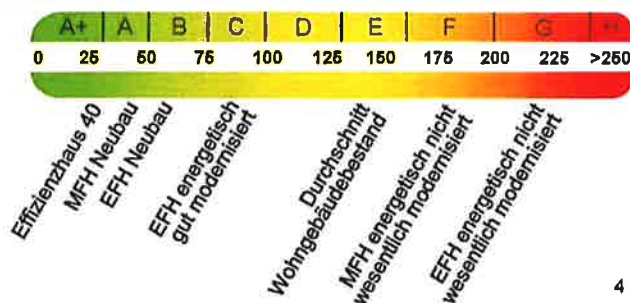 A+ A B C D E F G H
0 25 50 75 100 125 150 175 200 225 >250
Effizienzhaus 40
MFH Neubau
EFH Neubau
EFH energetisch
gut modernisiert
Durchschnitt
Wohngebäudebestand
MFH energetisch nicht
wesentlich modernisiert
EFH energetisch nicht
wesentlich modernisiert
4